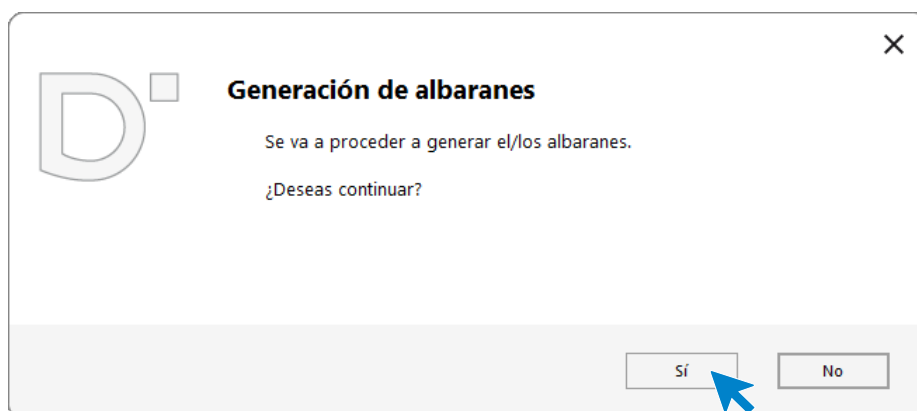 Generación de albaranes
Se va a proceder a generar el/los albaranes.
¿Deseas continuar?
Sí No